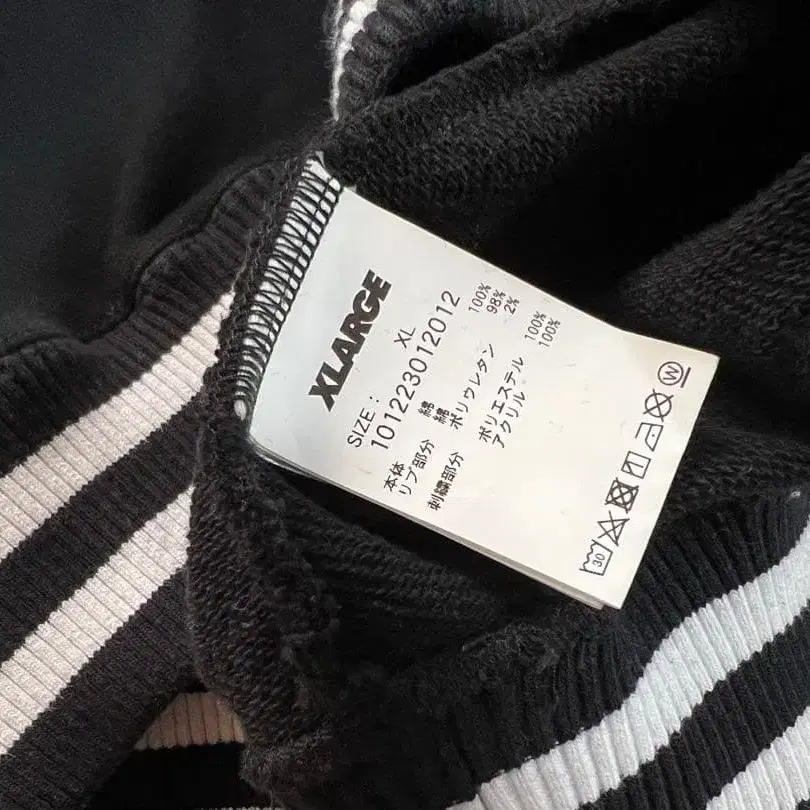 XLARGE
SIZE : XL
101223012012
本体 綿 100%
リブ部分 綿 98%
ポリウレタン 2%
刺繍部分 ポリエステル 100%
アクリル 100%
30 W